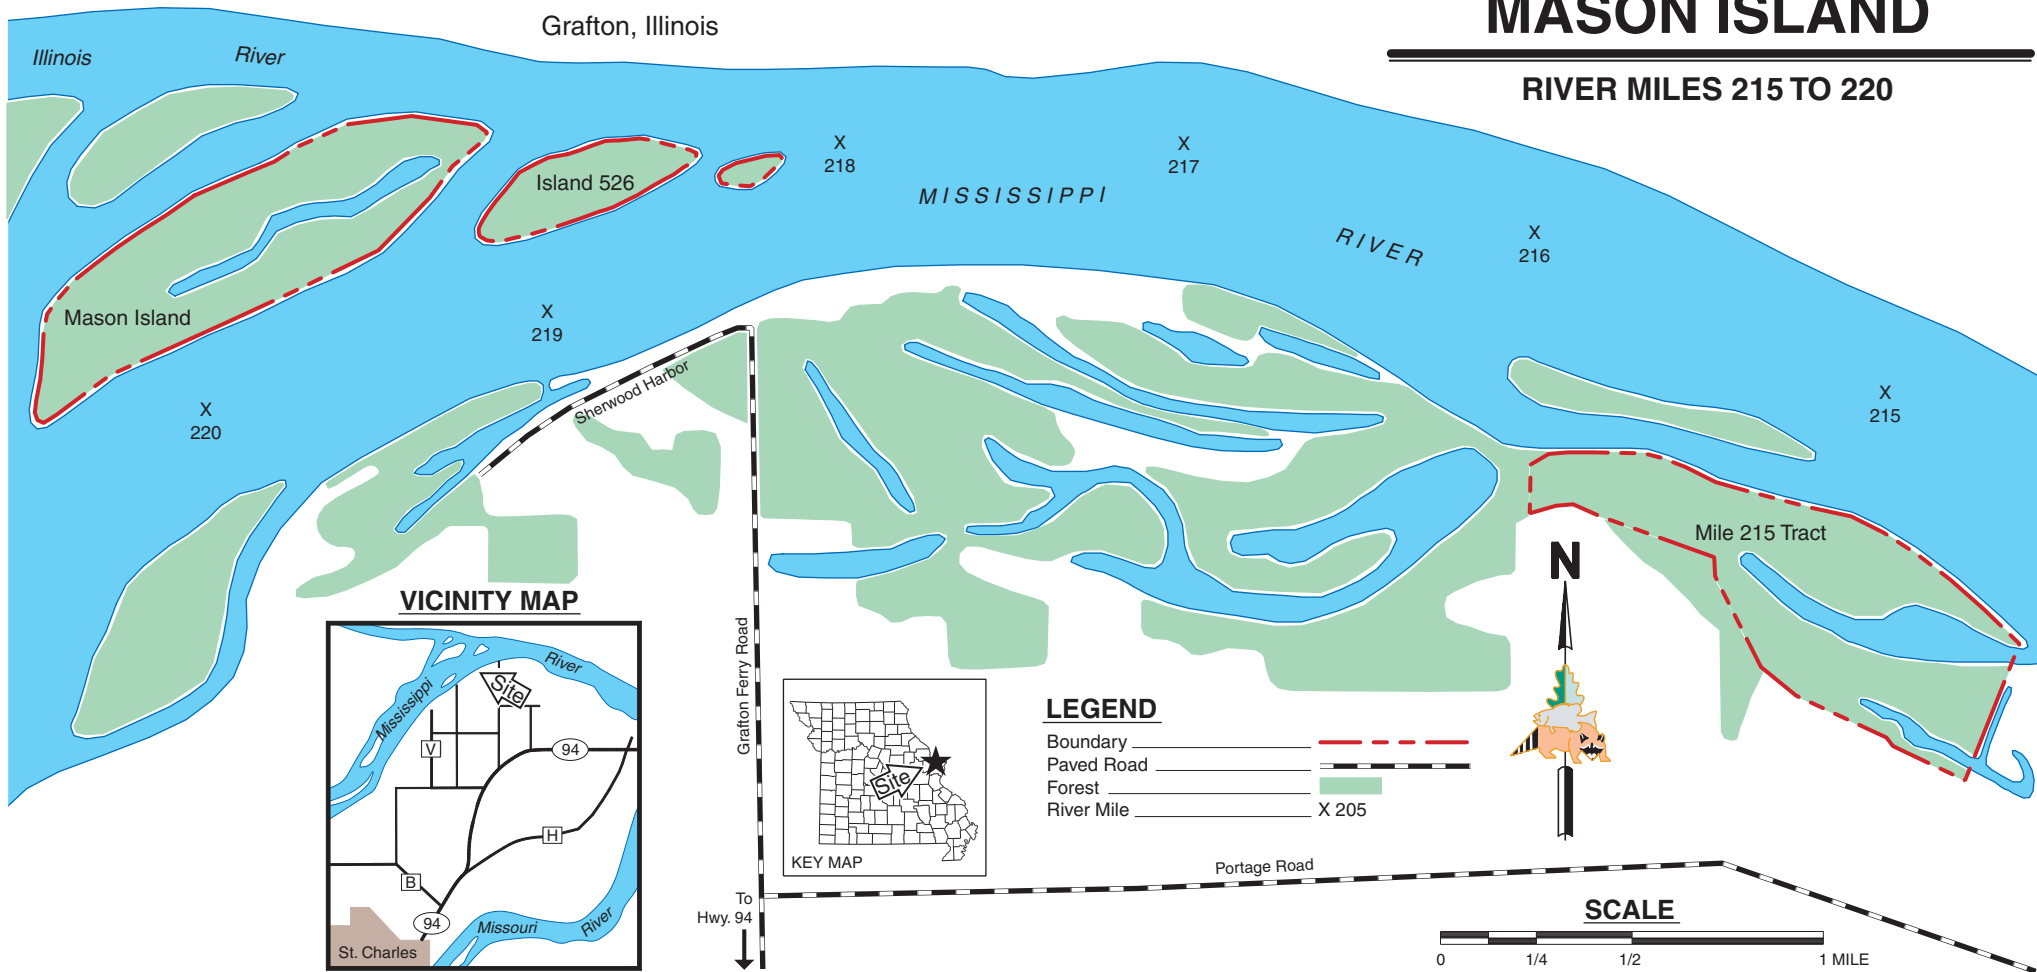 MASON ISLAND
RIVER MILES 215 TO 220
Grafton, Illinois
Illinois River
X
218
X
217
MISSISSIPPI RIVER
X
216
Island 526
Mason Island
X
219
X
220
X
215
Sherwood Harbor
Mile 215 Tract
N
Grafton Ferry Road
VICINITY MAP
River
Mississippi
Site
V
94
H
B
94
Missouri River
St. Charles
Site
KEY MAP
LEGEND
Boundary
Paved Road
Forest
River Mile X 205
Portage Road
To
Hwy. 94
SCALE
0 1/4 1/2 1 MILE